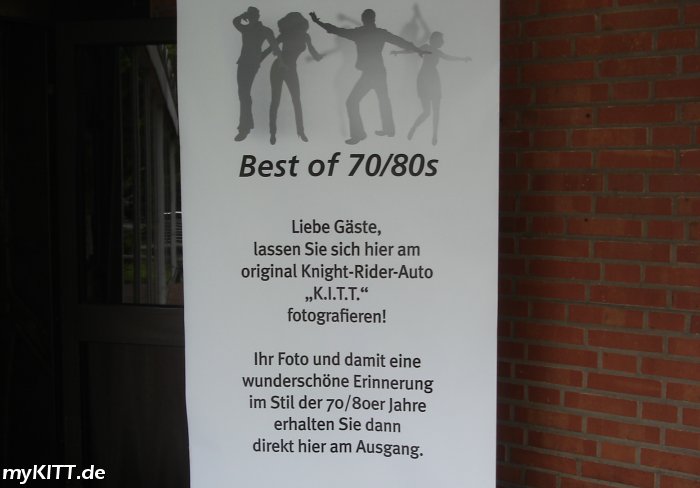 Best of 70/80s
Liebe Gäste,
lassen Sie sich hier am
original Knight-Rider-Auto
„K.I.T.T.“
fotografieren!
Ihr Foto und damit eine
wunderschöne Erinnerung
im Stil der 70/80er Jahre
erhalten Sie dann
direkt hier am Ausgang.
myKITT.de